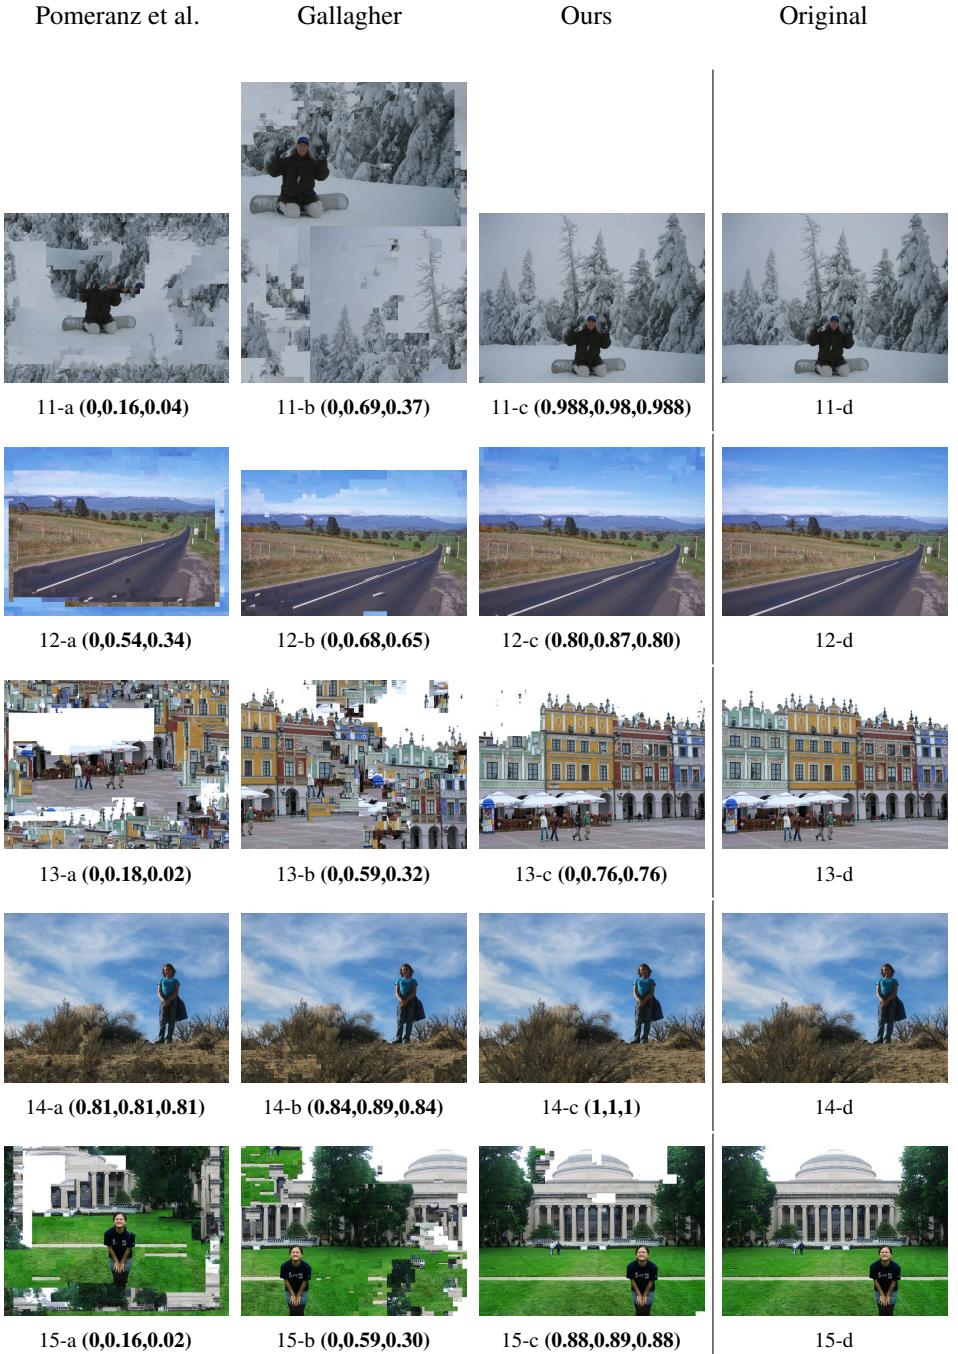 Pomeranz et al. Gallagher Ours Original
11-a (0,0.16,0.04) 11-b (0,0.69,0.37) 11-c (0.988,0.98,0.988) 11-d
12-a (0,0.54,0.34) 12-b (0,0.68,0.65) 12-c (0.80,0.87,0.80) 12-d
13-a (0,0.18,0.02) 13-b (0,0.59,0.32) 13-c (0,0.76,0.76) 13-d
14-a (0.81,0.81,0.81) 14-b (0.84,0.89,0.84) 14-c (1,1,1) 14-d
15-a (0,0.16,0.02) 15-b (0,0.59,0.30) 15-c (0.88,0.89,0.88) 15-d